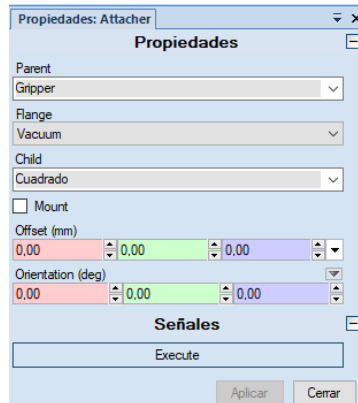 Propiedades: Attacher
Propiedades
Parent
Gripper
Flange
Vacuum
Child
Cuadrado
Mount
Offset (mm)
0,00 0,00 0,00
Orientation (deg)
0,00 0,00 0,00
Señales
Execute
Aplicar Cerrar